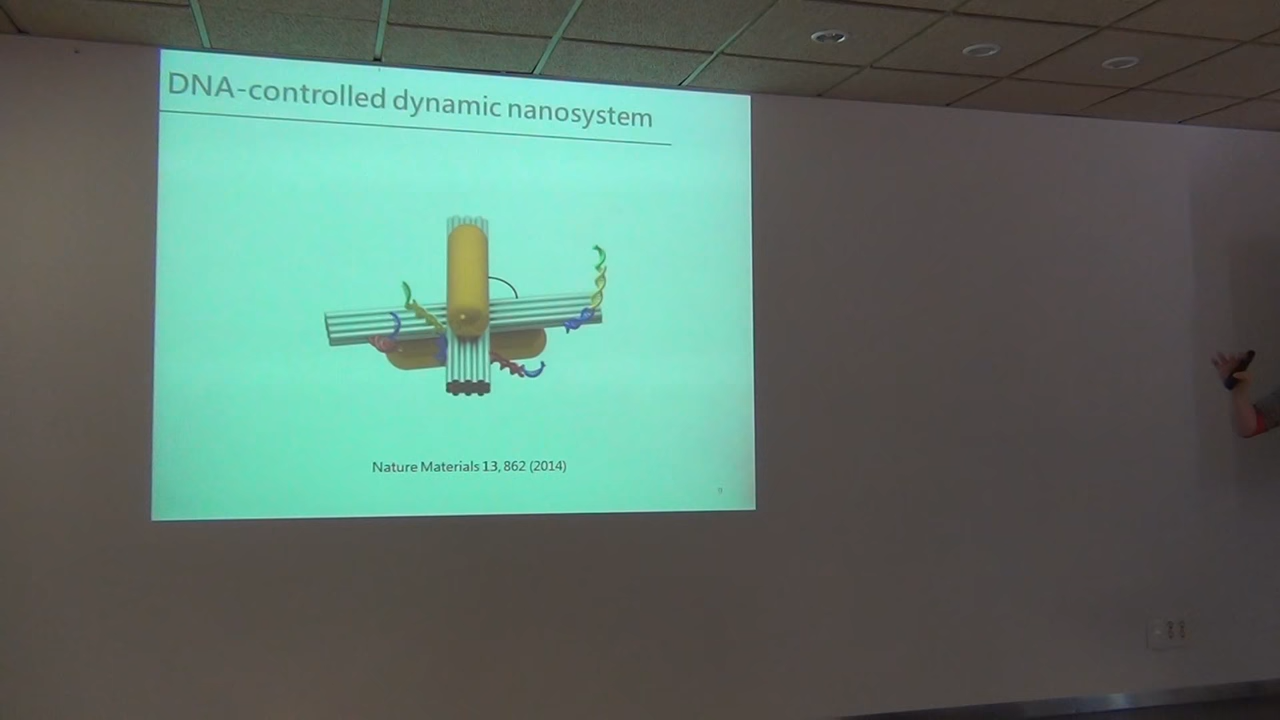 DNA-controlled dynamic nanosystem
Nature Materials 13, 862 (2014)